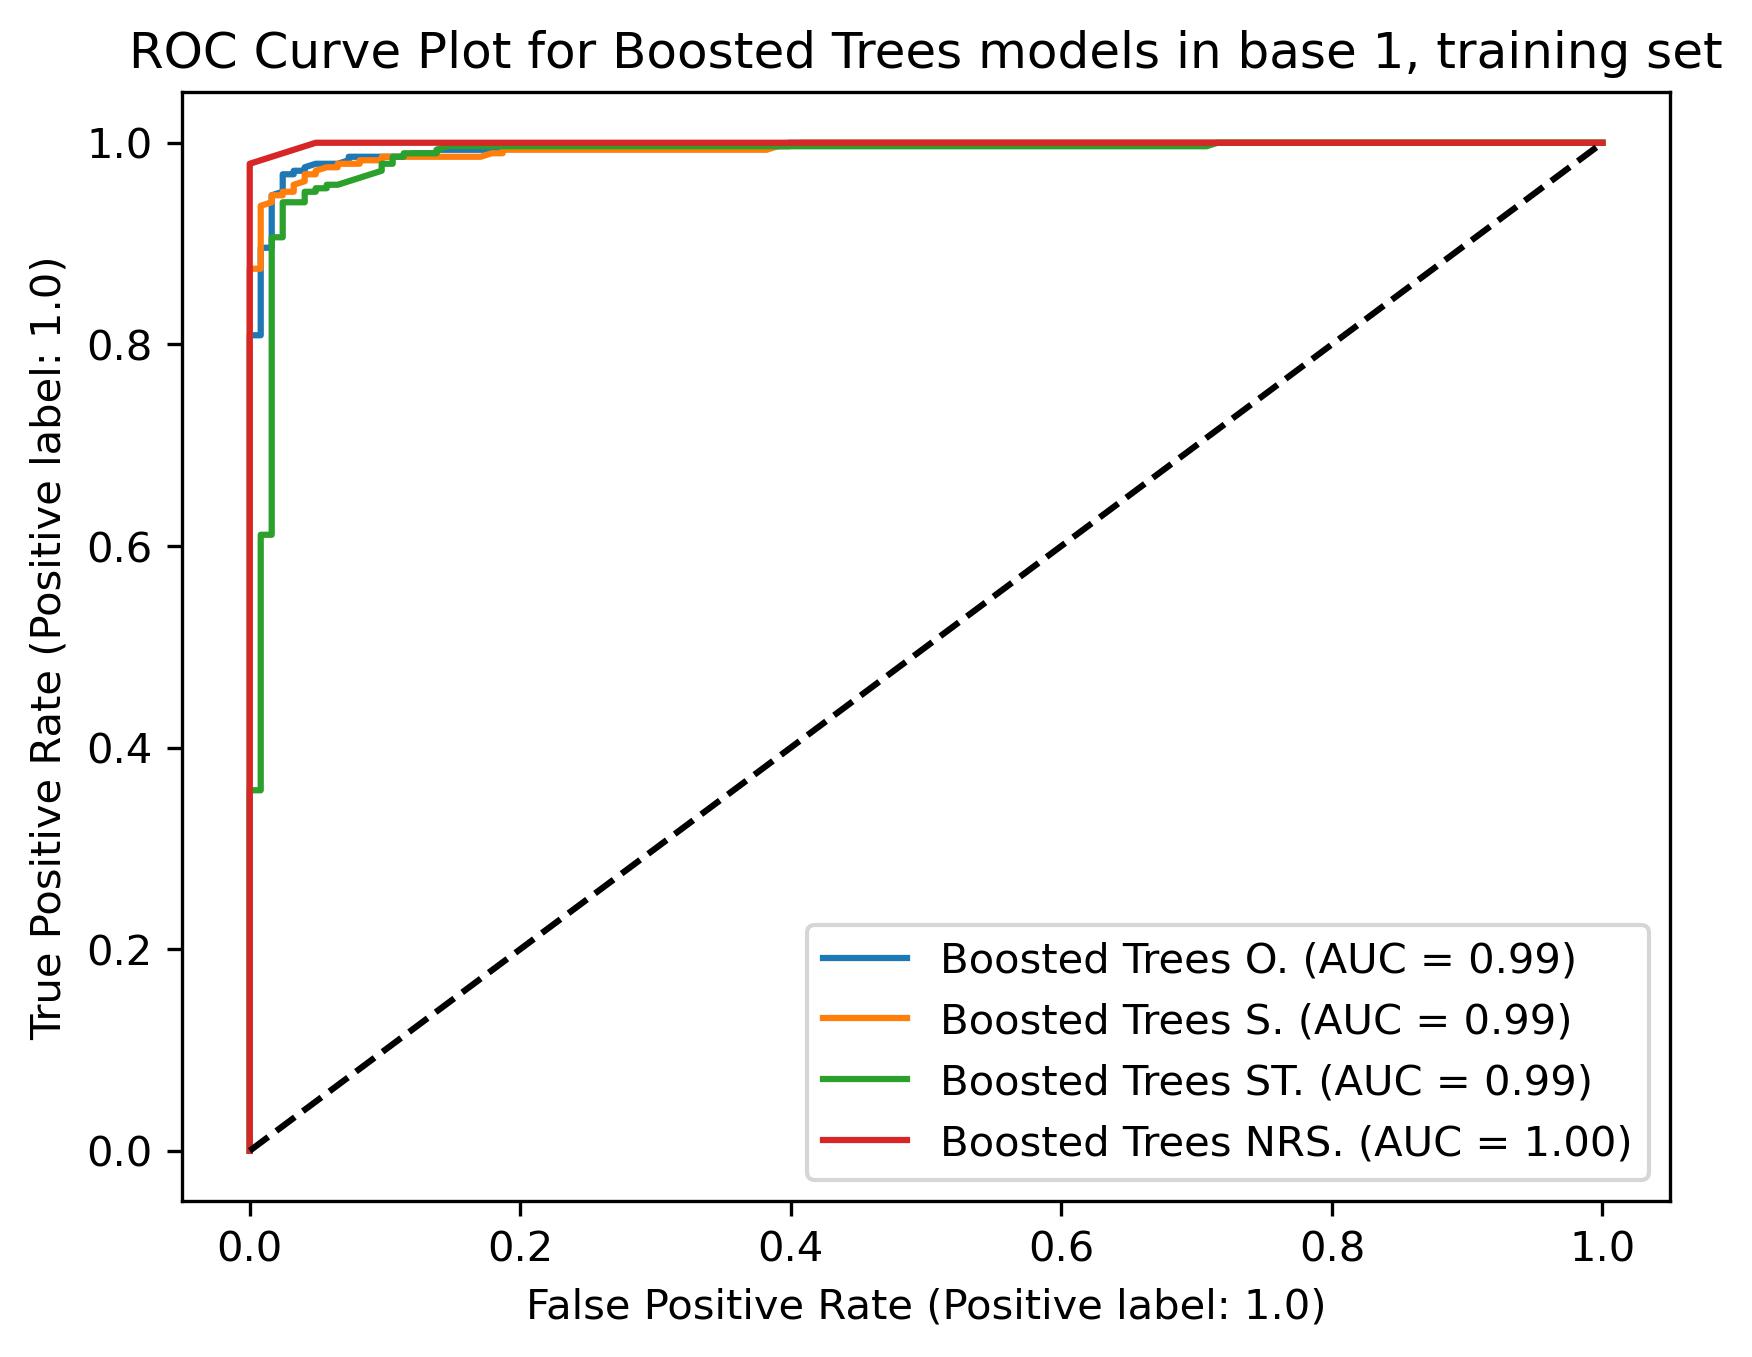 ROC Curve Plot for Boosted Trees models in base 1, training set
True Positive Rate (Positive label: 1.0)
1.0
0.8
0.6
0.4
0.2
0.0
Boosted Trees O. (AUC = 0.99)
Boosted Trees S. (AUC = 0.99)
Boosted Trees ST. (AUC = 0.99)
Boosted Trees NRS. (AUC = 1.00)
0.0 0.2 0.4 0.6 0.8 1.0
False Positive Rate (Positive label: 1.0)